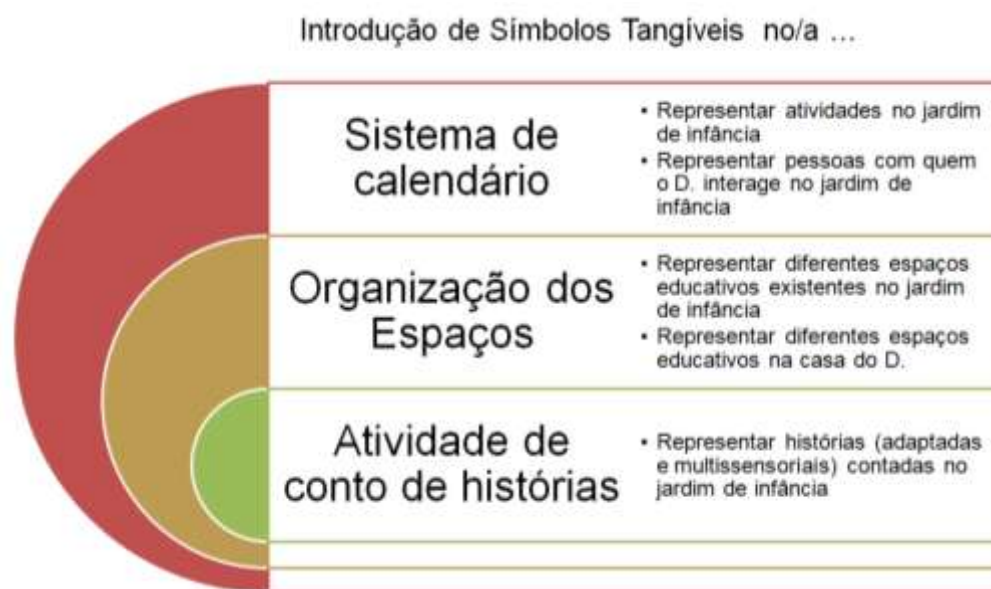 Introdução de Símbolos Tangíveis no/a ...
Sistema de
calendário
• Representar atividades no jardim
de infância
• Representar pessoas com quem
o D. interage no jardim de
infância
Organização dos
Espaços
• Representar diferentes espaços
educativos existentes no jardim
de infância
• Representar diferentes espaços
educativos na casa do D.
Atividade de
conto de histórias
• Representar histórias (adaptadas
e multissensoriais) contadas no
jardim de infância